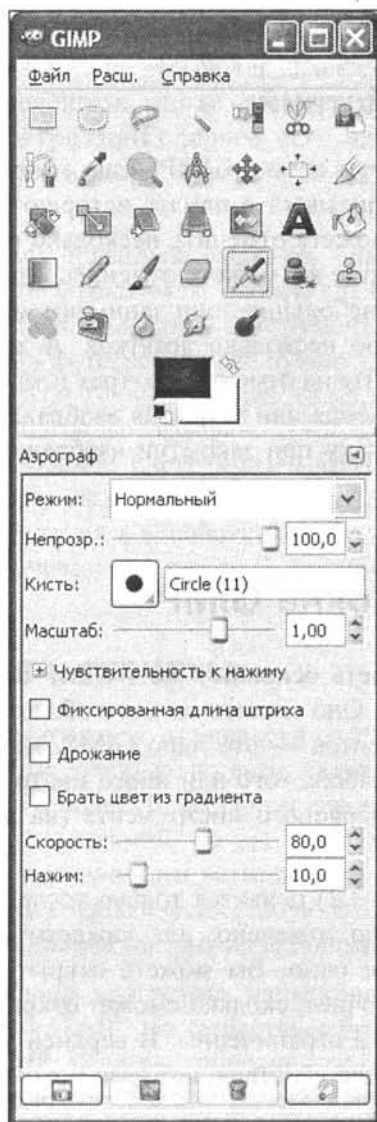 GIMP
Файл Расш. Справка
Аэрограф
Режим: Нормальный
Непрозр.: 100,0
Кисть: Circle (11)
Масштаб: 1,00
Чувствительность к нажиму
Фиксированная длина штриха
Дрожание
Брать цвет из градиента
Скорость: 80,0
Нажим: 10,0